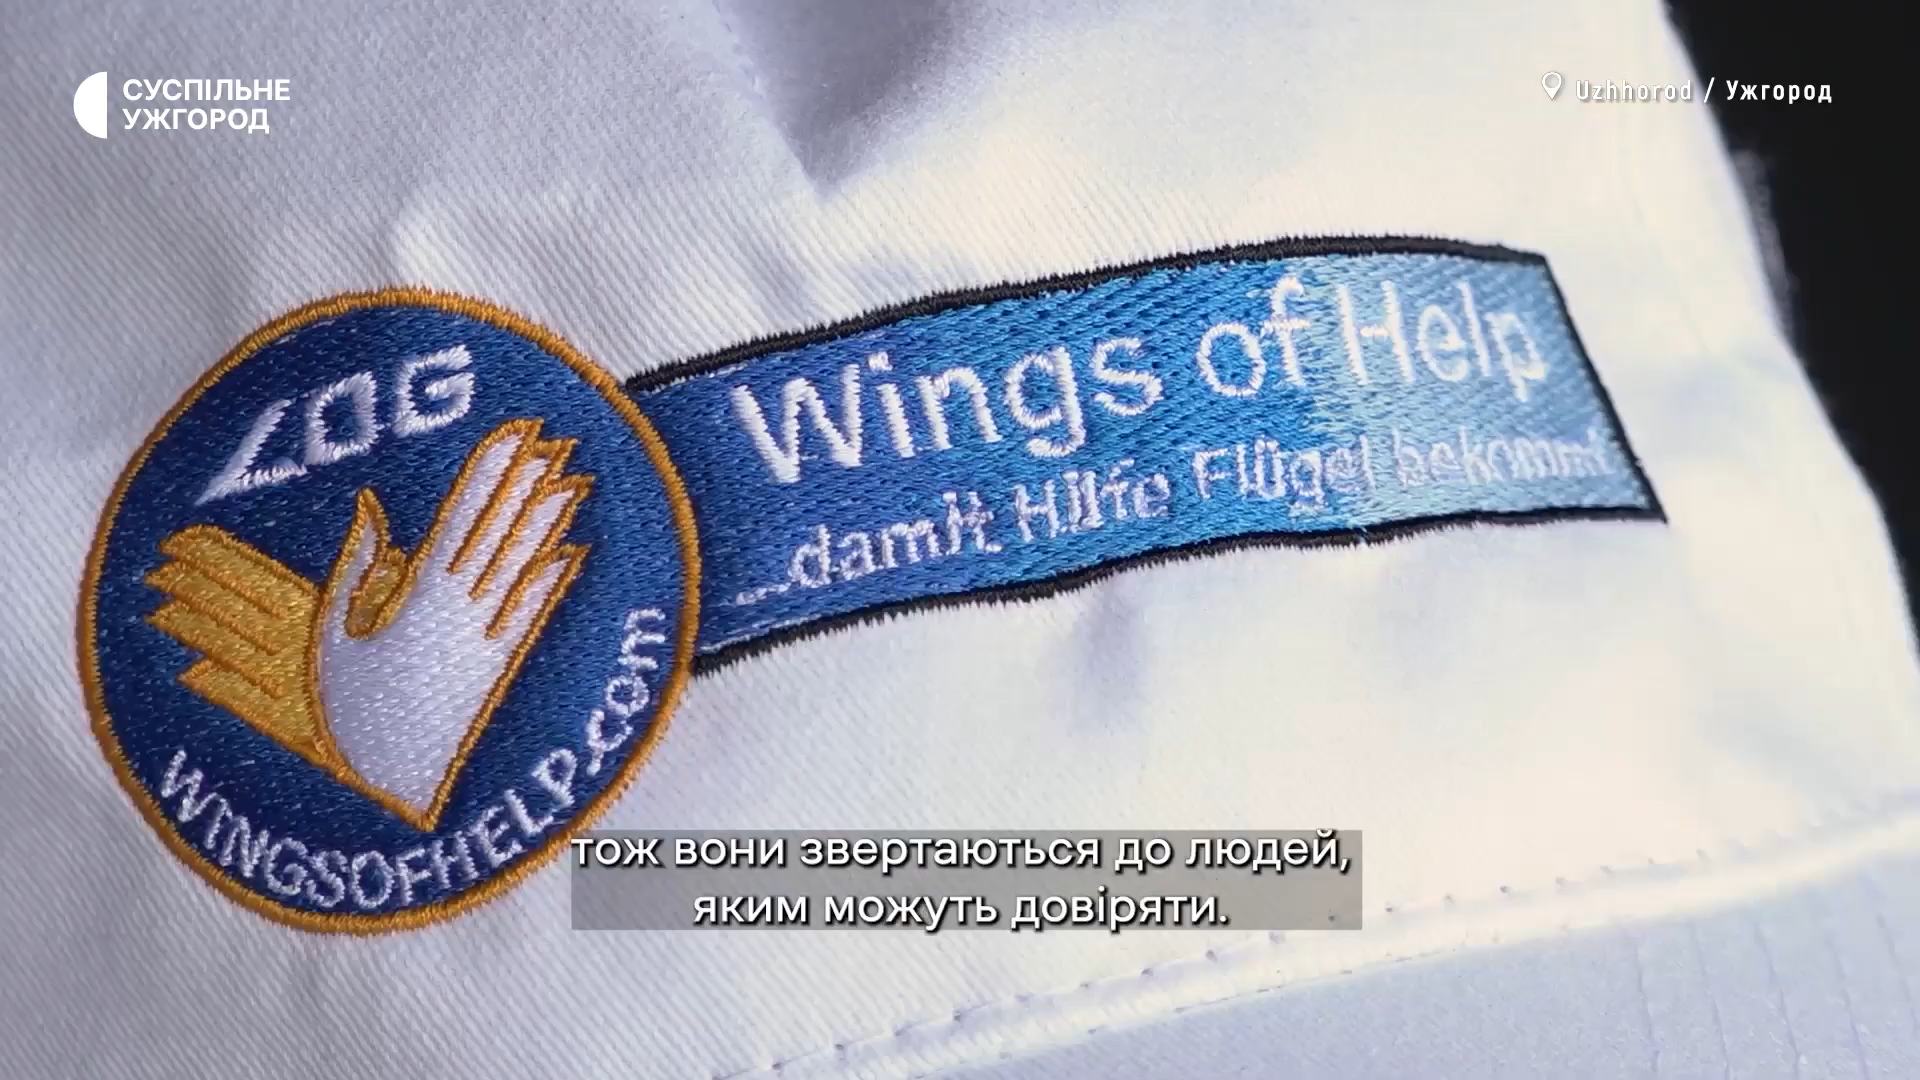 СУСПІЛЬНЕ
УЖГОРОД
Uzhhorod / Ужгород
LOG
WINGSOFHELP.com
Wings of Help
...damit Hilfe Flügel bekommt
тож вони звертаються до людей,
яким можуть довіряти.